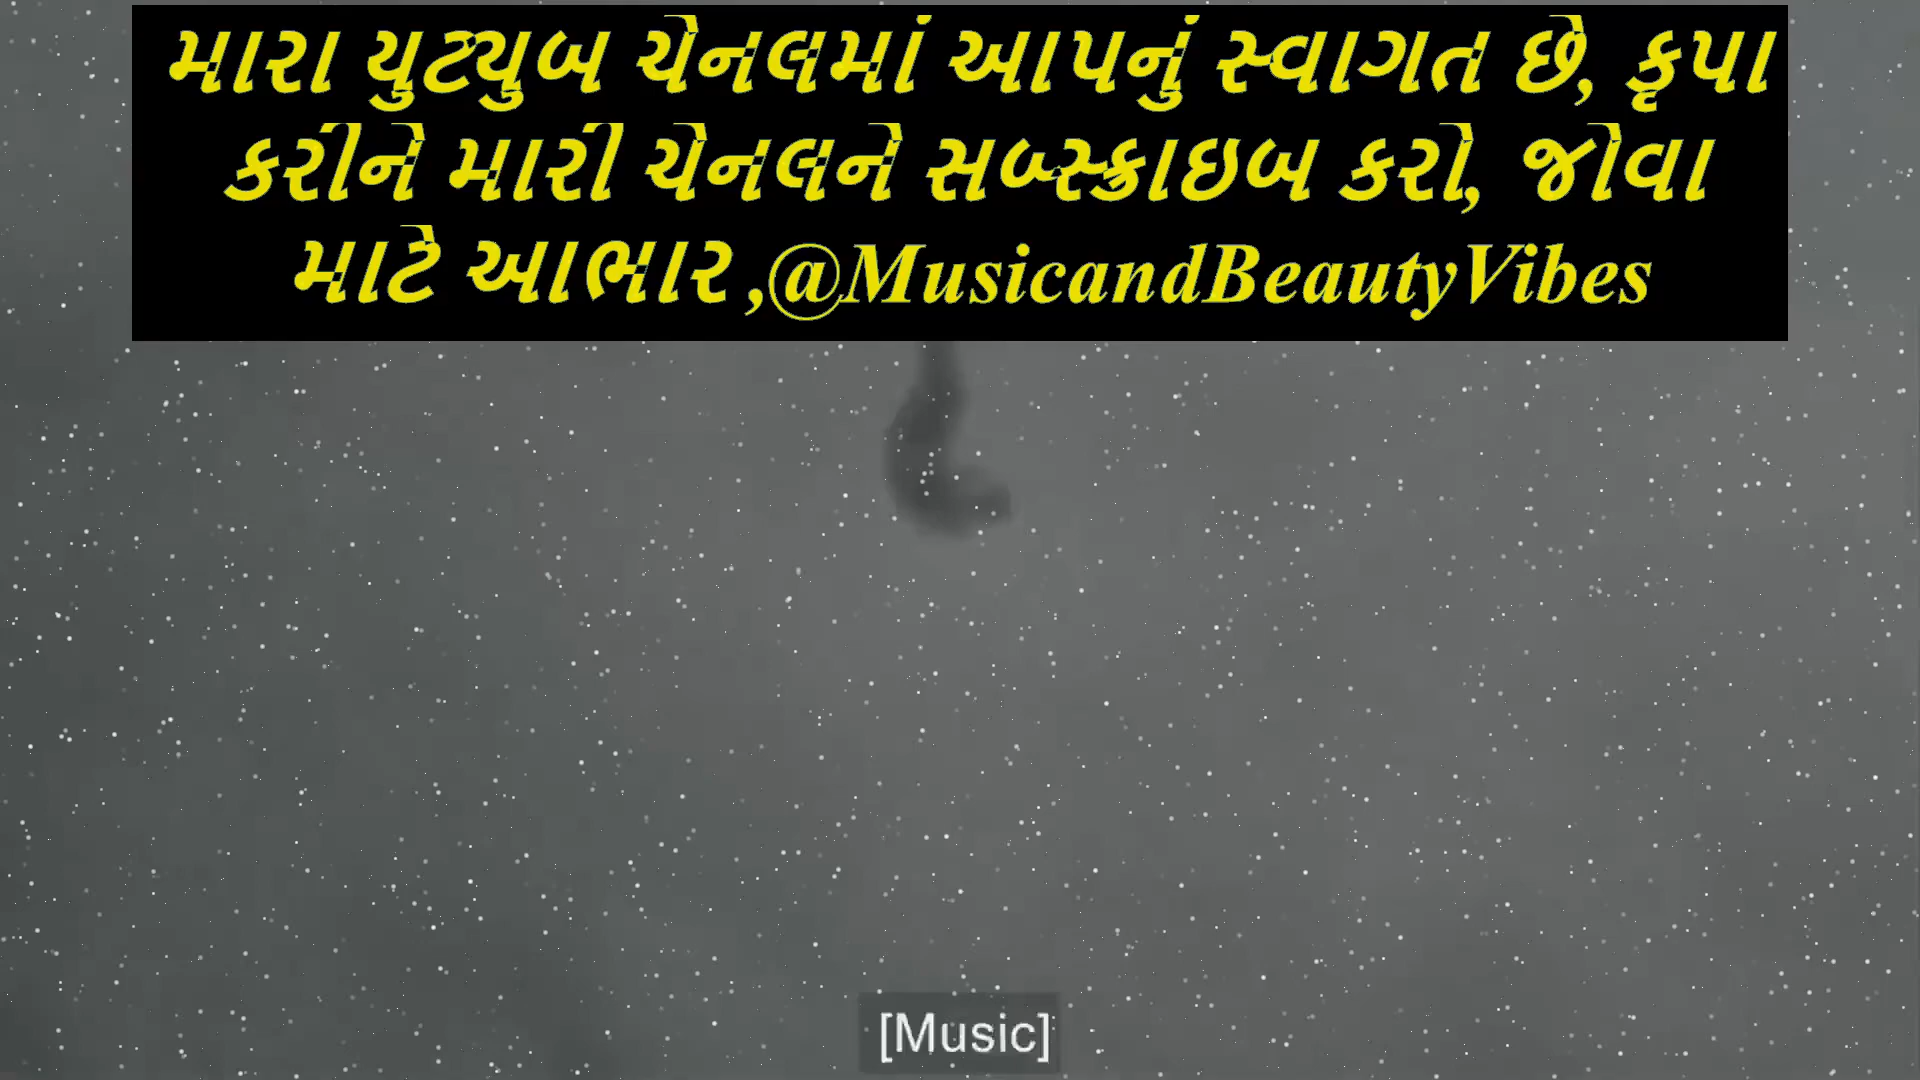 મારા યુટ્યુબ ચેનલમાં આપનું સ્વાગત છે, કૃપા
કરીને મારી ચેનલને સબ્સ્ક્રાઇબ કરો, જોવા
માટે આભાર ,@MusicandBeautyVibes
[Music]